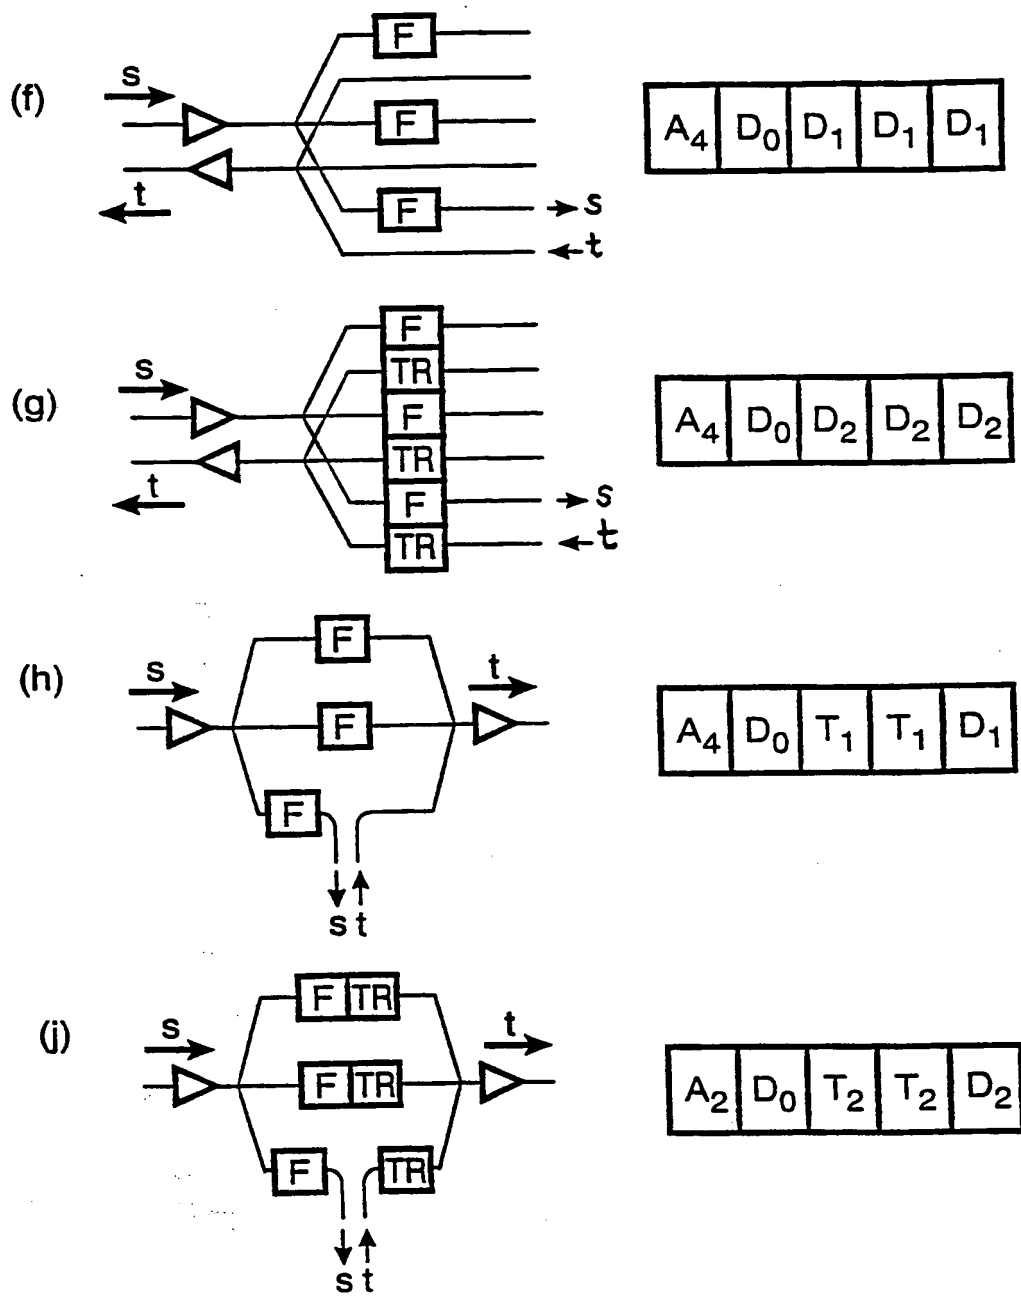 F
s
(f) F A4 D0 D1 D1 D1
t F s
t
F
s TR
(g) F A4 D0 D2 D2 D2
TR
t F s
TR t
F
(h) s t
F A4 D0 T1 T1 D1
F
s t
F TR
(j) s t
F TR A2 D0 T2 T2 D2
F TR
s t